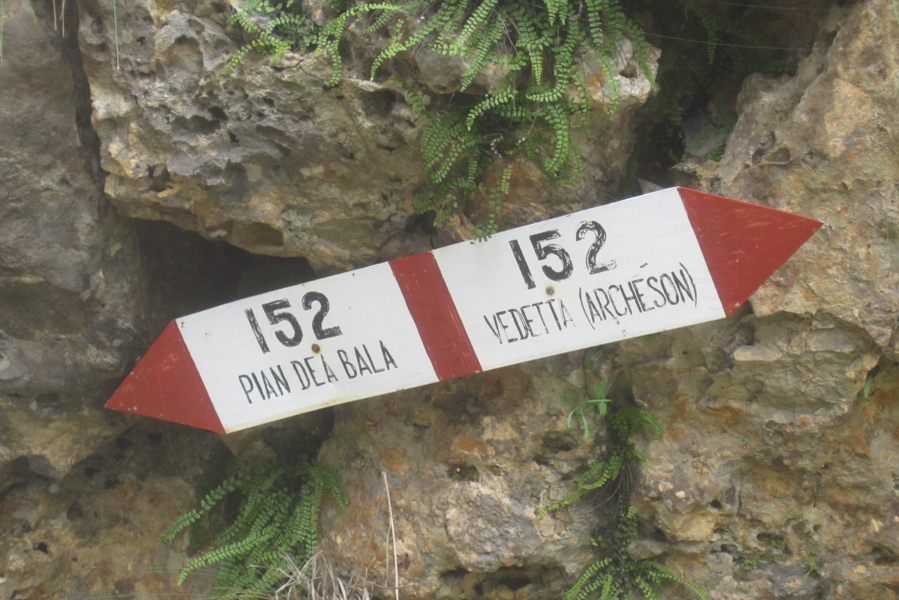 152
PIAN DEA BALA
152
VEDETTA (ARCHESON)